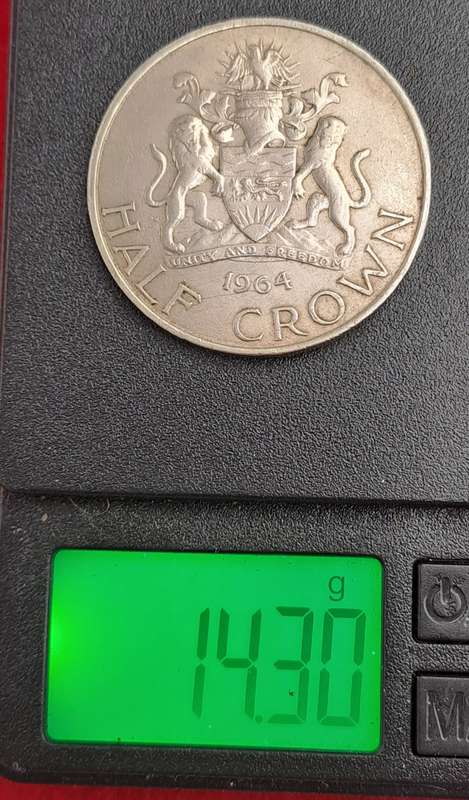 UNITY AND FREEDOM
1964
HALF CROWN
g
14.30